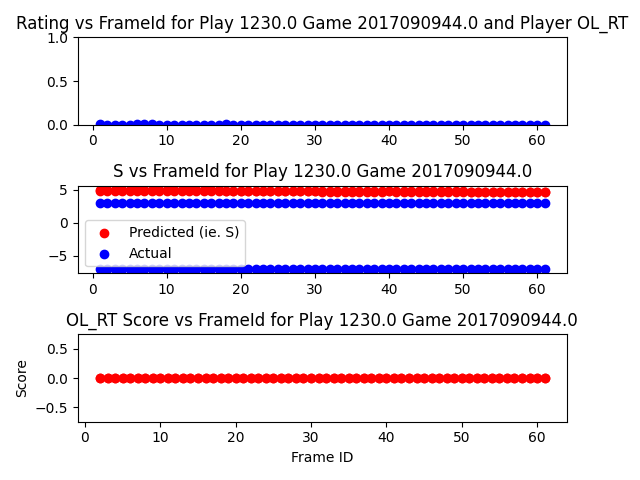 Rating vs FrameId for Play 1230.0 Game 2017090944.0 and Player OL_RT
1.0
0.5
0.0
0 10 20 30 40 50 60
S vs FrameId for Play 1230.0 Game 2017090944.0
5
0
−5
Predicted (ie. S)
Actual
0 10 20 30 40 50 60
OL_RT Score vs FrameId for Play 1230.0 Game 2017090944.0
Score
0.5
0.0
−0.5
0 10 20 30 40 50 60
Frame ID